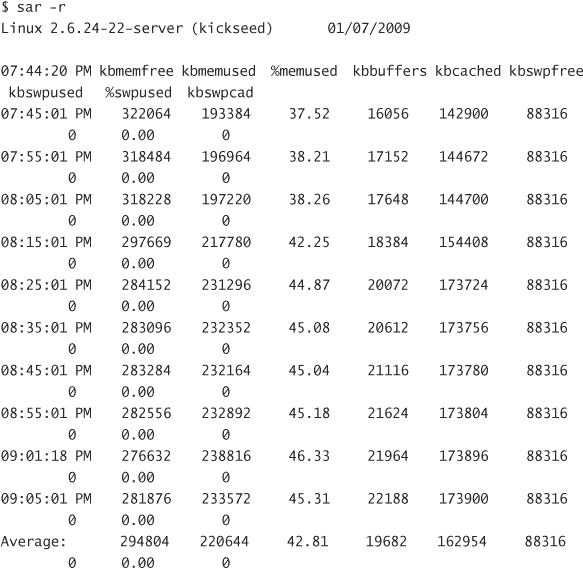 $ sar -r
Linux 2.6.24-22-server (kickseed) 01/07/2009
07:44:20 PM kbmemfree kbmemused %memused kbbuffers kbcached kbswpfree
kbswpused %swpused kbswpcad
07:45:01 PM 322064 193384 37.52 16056 142900 88316
0 0.00 0
07:55:01 PM 318484 196964 38.21 17152 144672 88316
0 0.00 0
08:05:01 PM 318228 197220 38.26 17648 144700 88316
0 0.00 0
08:15:01 PM 297669 217780 42.25 18384 154408 88316
0 0.00 0
08:25:01 PM 284152 231296 44.87 20072 173724 88316
0 0.00 0
08:35:01 PM 283096 232352 45.08 20612 173756 88316
0 0.00 0
08:45:01 PM 283284 232164 45.04 21116 173780 88316
0 0.00 0
08:55:01 PM 282556 232892 45.18 21624 173804 88316
0 0.00 0
09:01:18 PM 276632 238816 46.33 21964 173896 88316
0 0.00 0
09:05:01 PM 281876 233572 45.31 22188 173900 88316
0 0.00 0
Average: 294804 220644 42.81 19682 162954 88316
0 0.00 0